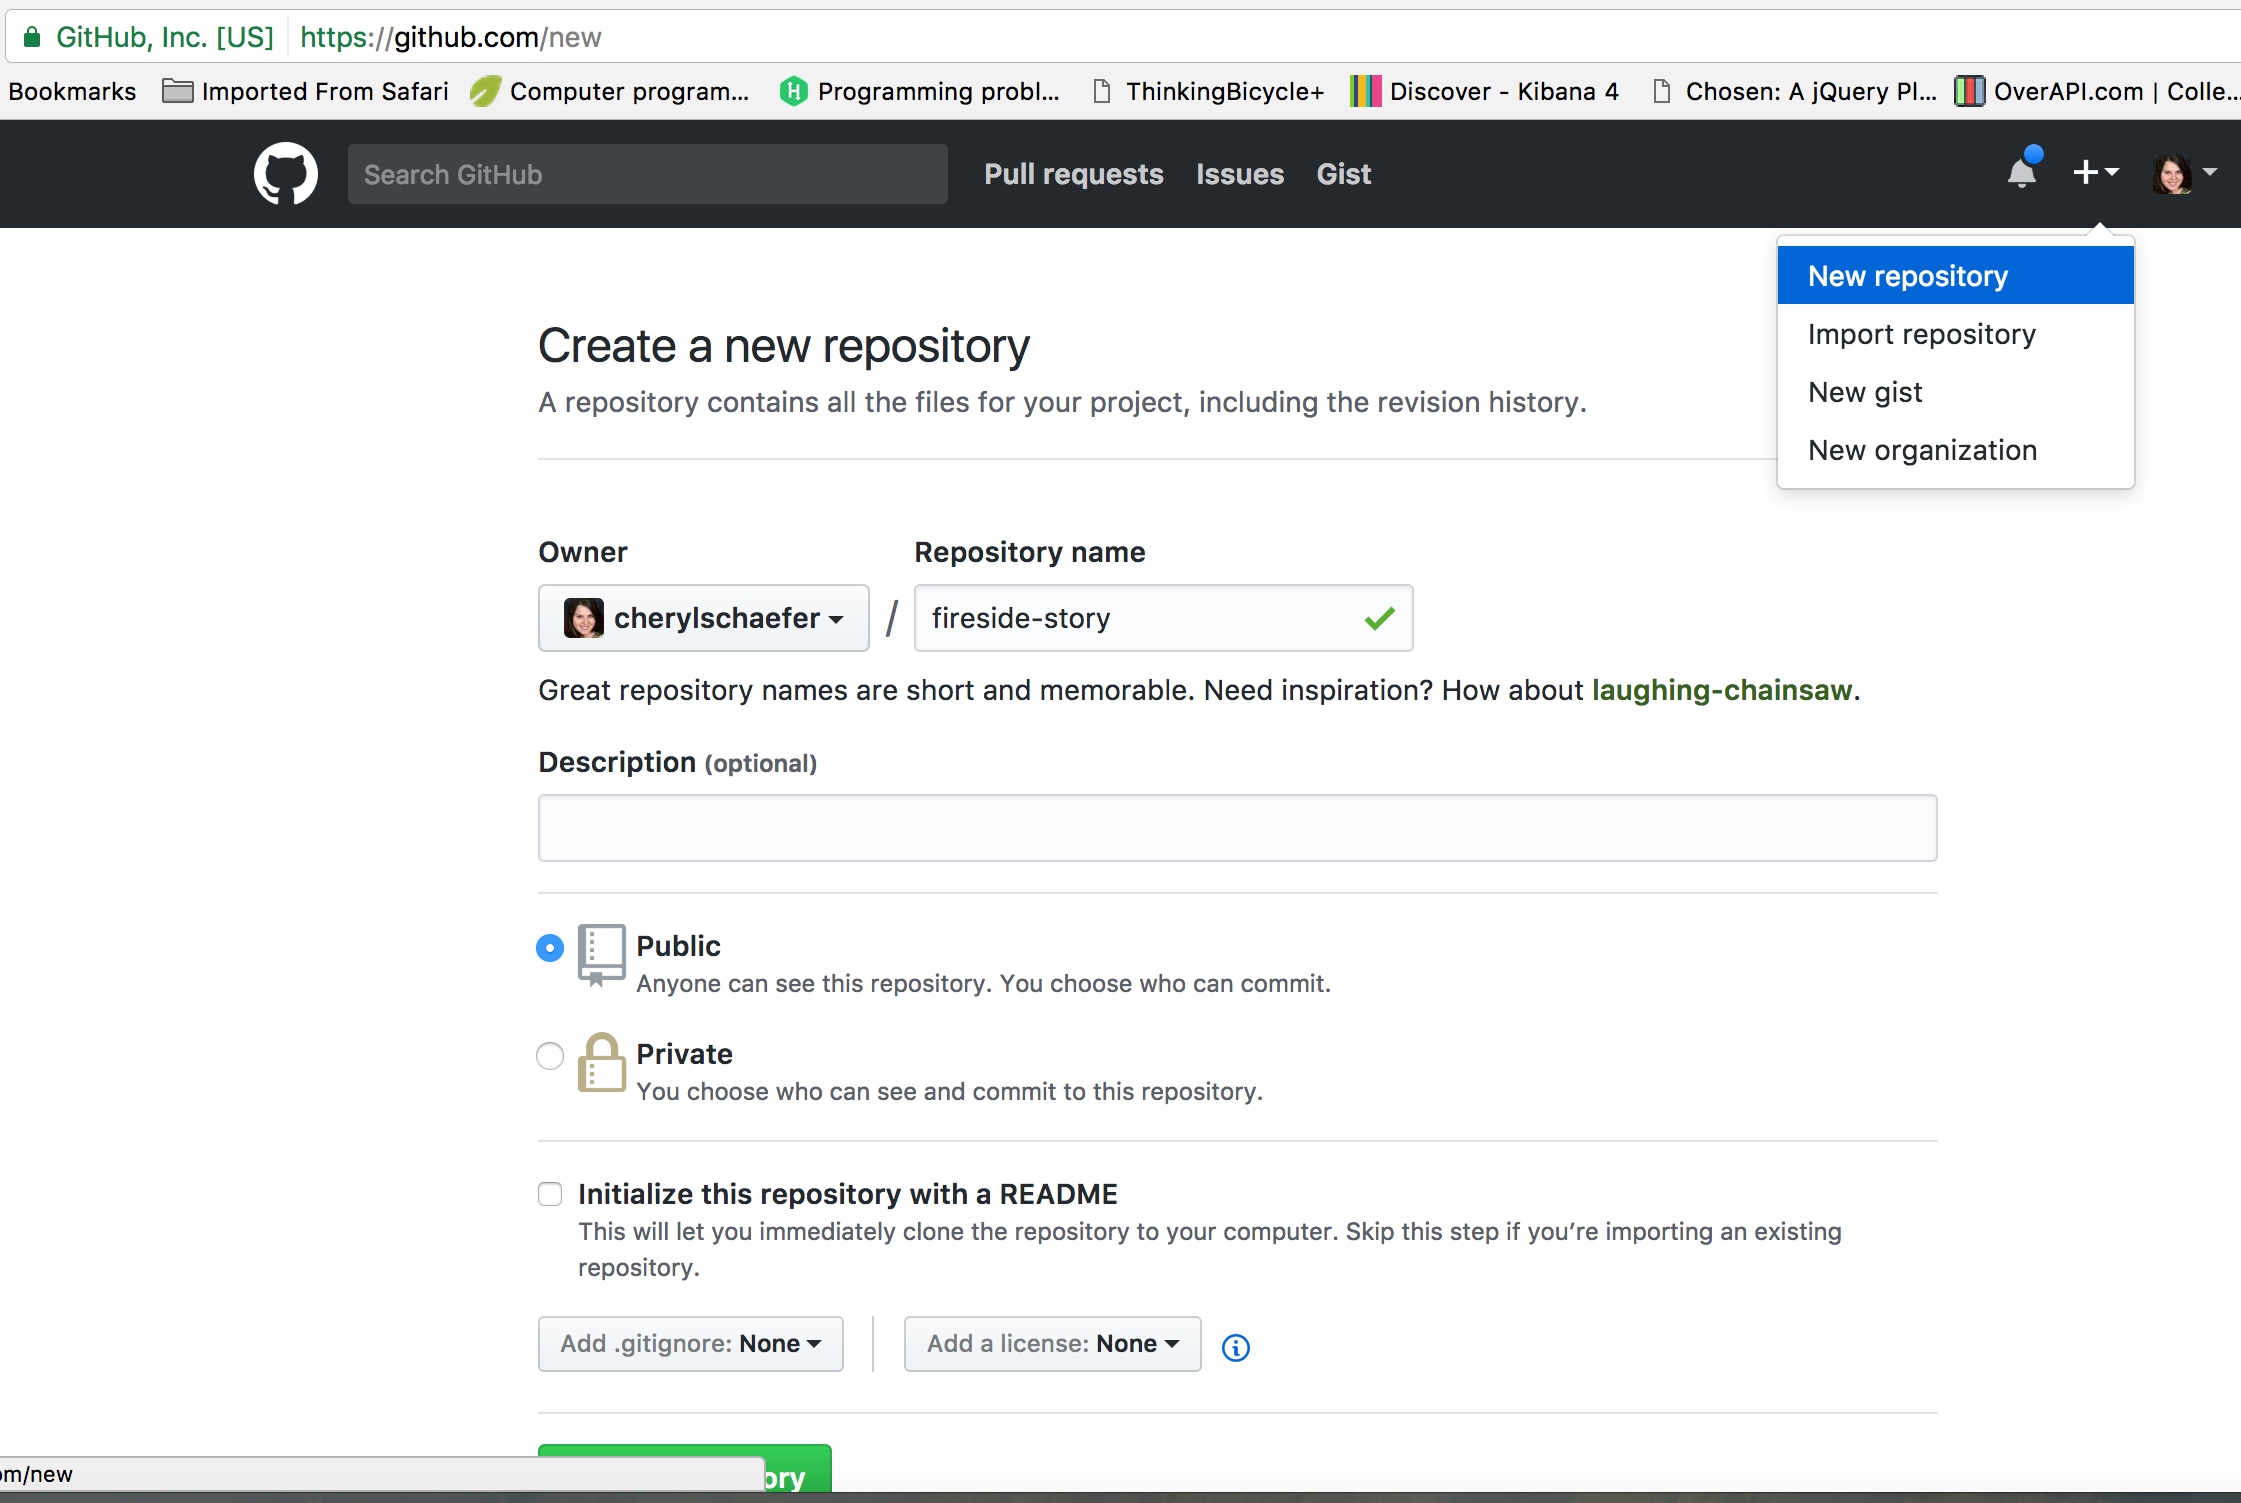 GitHub, Inc. [US] https://github.com/new
Bookmarks Imported From Safari Computer program... Programming probl... ThinkingBicycle+ Discover - Kibana 4 Chosen: A jQuery Pl... OverAPI.com | Colle...
Search GitHub Pull requests Issues Gist
New repository
Import repository
New gist
New organization
Create a new repository
A repository contains all the files for your project, including the revision history.
Owner Repository name
cherylschaefer / fireside-story
Great repository names are short and memorable. Need inspiration? How about laughing-chainsaw.
Description (optional)
Public
Anyone can see this repository. You choose who can commit.
Private
You choose who can see and commit to this repository.
Initialize this repository with a README
This will let you immediately clone the repository to your computer. Skip this step if you’re importing an existing
repository.
Add .gitignore: None Add a license: None
om/new ory